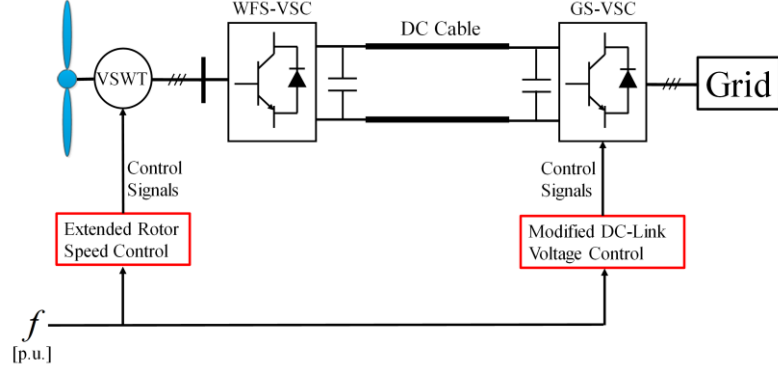 WFS-VSC
DC Cable
GS-VSC
VSWT
Grid
Control
Signals
Control
Signals
Extended Rotor
Speed Control
Modified DC-Link
Voltage Control
f
[p.u.]